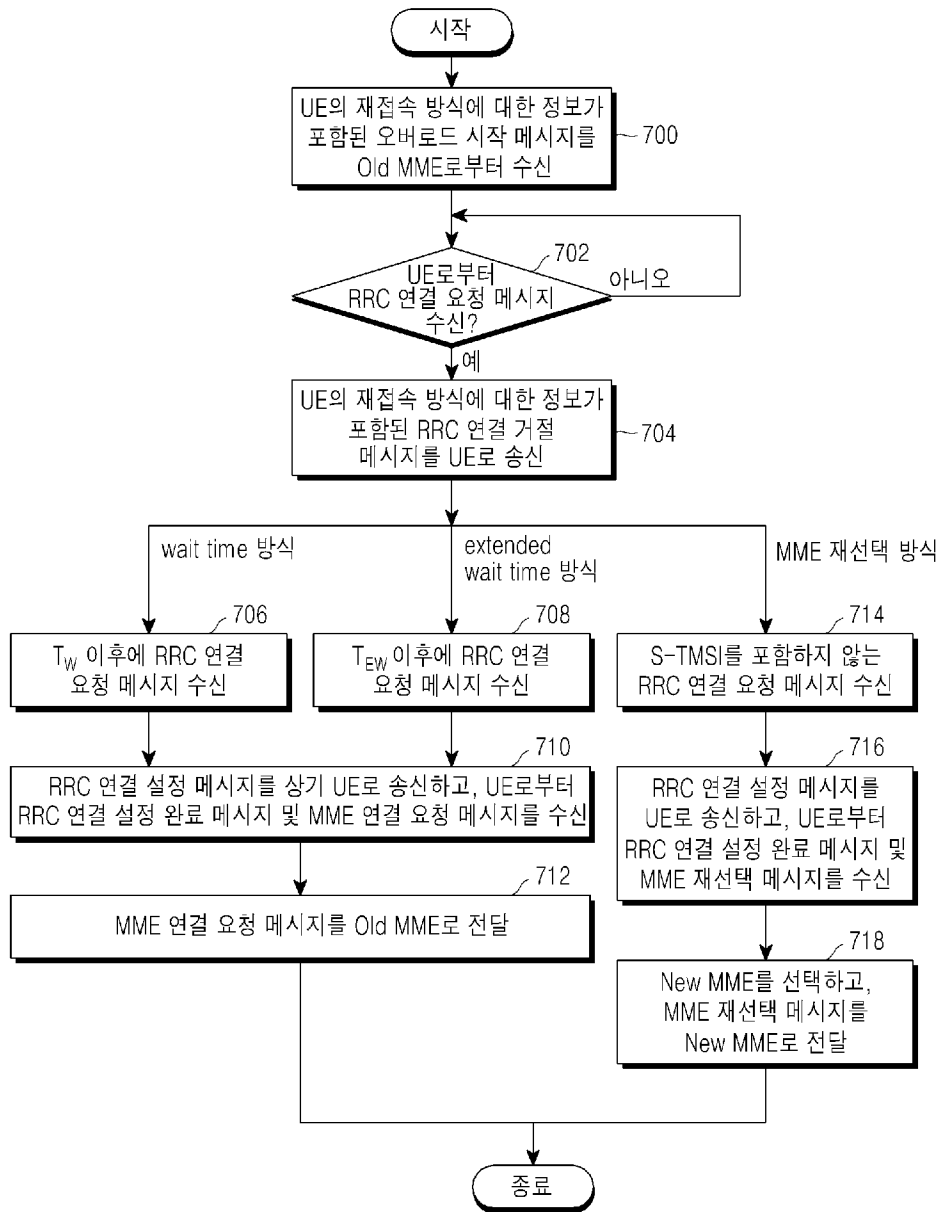 시작
UE의 재접속 방식에 대한 정보가
포함된 오버로드 시작 메시지를
Old MME로부터 수신
700
702
UE로부터
RRC 연결 요청 메시지
수신?
아니오
예
UE의 재접속 방식에 대한 정보가
포함된 RRC 연결 거절
메시지를 UE로 송신
704
wait time 방식
extended
wait time 방식
MME 재선택 방식
706
TW 이후에 RRC 연결
요청 메시지 수신
708
TEW 이후에 RRC 연결
요청 메시지 수신
714
S-TMSI를 포함하지 않는
RRC 연결 요청 메시지 수신
710
RRC 연결 설정 메시지를 상기 UE로 송신하고, UE로부터
RRC 연결 설정 완료 메시지 및 MME 연결 요청 메시지를 수신
716
RRC 연결 설정 메시지를
UE로 송신하고, UE로부터
RRC 연결 설정 완료 메시지 및
MME 재선택 메시지를 수신
712
MME 연결 요청 메시지를 Old MME로 전달
718
New MME를 선택하고,
MME 재선택 메시지를
New MME로 전달
종료